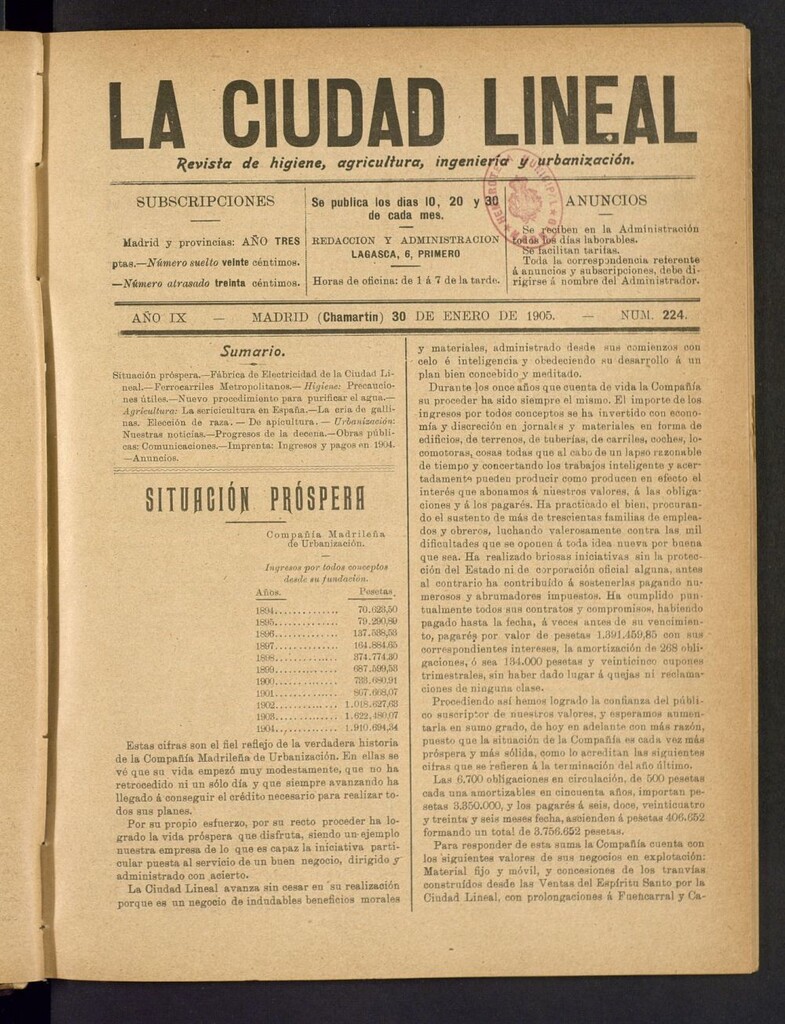 LA CIUDAD LINEAL
Revista de higiene, agricultura, ingeniería y urbanización.
SUBSCRIPCIONES
Madrid y provincias: AÑO TRES
ptas.—Número suelto veinte céntimos.
—Número atrasado treinta céntimos.
Se publica los dias 10, 20 y 30
de cada mes.
REDACCION Y ADMINISTRACION
LAGASCA, 6, PRIMERO
Horas de oficina: de 1 á 7 de la tarde.
ANUNCIOS
Se reciben en la Administración
todos los días laborables.
Se facilitan tarifas.
Toda la correspondencia referente
á anuncios y subscripciones, debe di-
rigirse á nombre del Administrador.
HEMEROTECA MUNICIPAL
AÑO IX — MADRID (Chamartín) 30 DE ENERO DE 1905. — NUM. 224.
Sumario.
Situación próspera.—Fábrica de Electricidad de la Ciudad Li-
neal.—Ferrocarriles Metropolitanos.—Higiene: Precaucio-
nes útiles.—Nuevo procedimiento para purificar el agua.—
Agricultura: La sericicultura en España.—La cria de galli-
nas. Elección de raza.—De apicultura.—Urbanización:
Nuestras noticias.—Progresos de la decena.—Obras públi-
cas: Comunicaciones.—Imprenta: Ingresos y pagos en 1904.
—Anuncios.
SITUACIÓN PRÓSPERA
Compañía Madrileña
de Urbanización.
Ingresos por todos conceptos
desde su fundación.
Años. Pesetas.
1894.............. 70.623,50
1895.............. 79.290,89
1896.............. 137.538,53
1897.............. 164.884,65
1898.............. 374.774,30
1899.............. 687.599,53
1900.............. 733.680,91
1901.............. 867.668,07
1902.............. 1.018.627,63
1903.............. 1.622.480,07
1904.............. 1.910.694,34
Estas cifras son el fiel reflejo de la verdadera historia
de la Compañía Madrileña de Urbanización. En ellas se
vé que su vida empezó muy modestamente, que no ha
retrocedido ni un sólo día y que siempre avanzando ha
llegado á conseguir el crédito necesario para realizar to-
dos sus planes.
Por su propio esfuerzo, por su recto proceder ha lo-
grado la vida próspera que disfruta, siendo un ejemplo
nuestra empresa de lo que es capaz la iniciativa parti-
cular puesta al servicio de un buen negocio, dirigido y
administrado con acierto.
La Ciudad Lineal avanza sin cesar en su realización
porque es un negocio de indudables beneficios morales
y materiales, administrado desde sus comienzos con
celo é inteligencia y obedeciendo su desarrollo á un
plan bien concebido y meditado.
Durante los once años que cuenta de vida la Compañía
su proceder ha sido siempre el mismo. El importe de los
ingresos por todos conceptos se ha invertido con econo-
mía y discreción en jornales y materiales en forma de
edificios, de terrenos, de tuberías, de carriles, coches, lo-
comotoras, cosas todas que al cabo de un lapso razonable
de tiempo y concertando los trabajos inteligente y acer-
tadamente pueden producir como producen en efecto el
interés que abonamos á nuestros valores, á las obliga-
ciones y á los pagarés. Ha practicado el bien, procuran-
do el sustento de más de trescientas familias de emplea-
dos y obreros, luchando valerosamente contra las mil
dificultades que se oponen á toda idea nueva por buena
que sea. Ha realizado briosas iniciativas sin la protec-
ción del Estado ni de corporación oficial alguna, antes
al contrario ha contribuído á sostenerlas pagando nu-
merosos y abrumadores impuestos. Ha cumplido pun-
tualmente todos sus contratos y compromisos, habiendo
pagado hasta la fecha, á veces antes de su vencimien-
to, pagarés por valor de pesetas 1.391.459,85 con sus
correspondientes intereses, la amortización de 268 obli-
gaciones, ó sea 134.000 pesetas y veinticinco cupones
trimestrales, sin haber dado lugar á quejas ni reclama-
ciones de ninguna clase.
Procediendo así hemos logrado la confianza del públi-
co suscriptor de nuestros valores, y esperamos aumen-
tarla en sumo grado, de hoy en adelante con más razón,
puesto que la situación de la Compañía es cada vez más
próspera y más sólida, como lo acreditan las siguientes
cifras que se refieren á la terminación del año último.
Las 6.700 obligaciones en circulación, de 500 pesetas
cada una amortizables en cincuenta años, importan pe-
setas 3.350.000, y los pagarés á seis, doce, veinticuatro
y treinta y seis meses fecha, ascienden á pesetas 406.652
formando un total de 3.756.652 pesetas.
Para responder de esta suma la Compañía cuenta con
los siguientes valores de sus negocios en explotación:
Material fijo y móvil, y concesiones de los tranvías
construídos desde las Ventas del Espíritu Santo por la
Ciudad Lineal, con prolongaciones á Fuencarral y Ca-